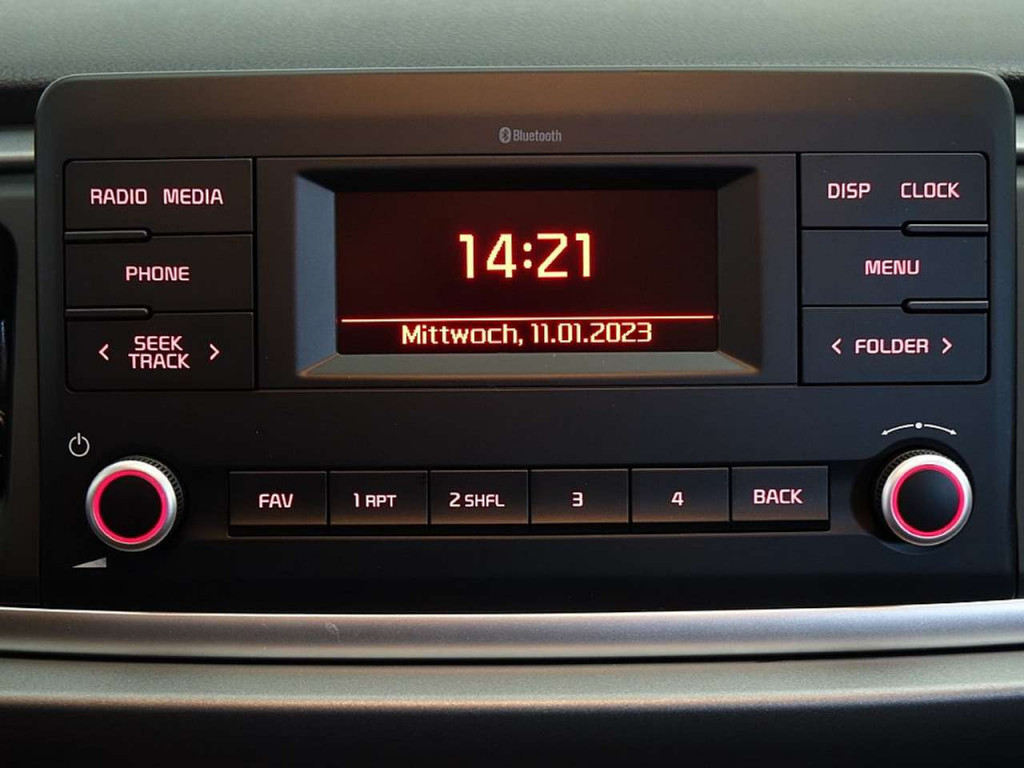 Bluetooth
RADIO MEDIA
PHONE
< SEEK TRACK >
14:21
Mittwoch, 11.01.2023
DISP CLOCK
MENU
< FOLDER >
FAV 1 RPT 2 SHFL 3 4 BACK